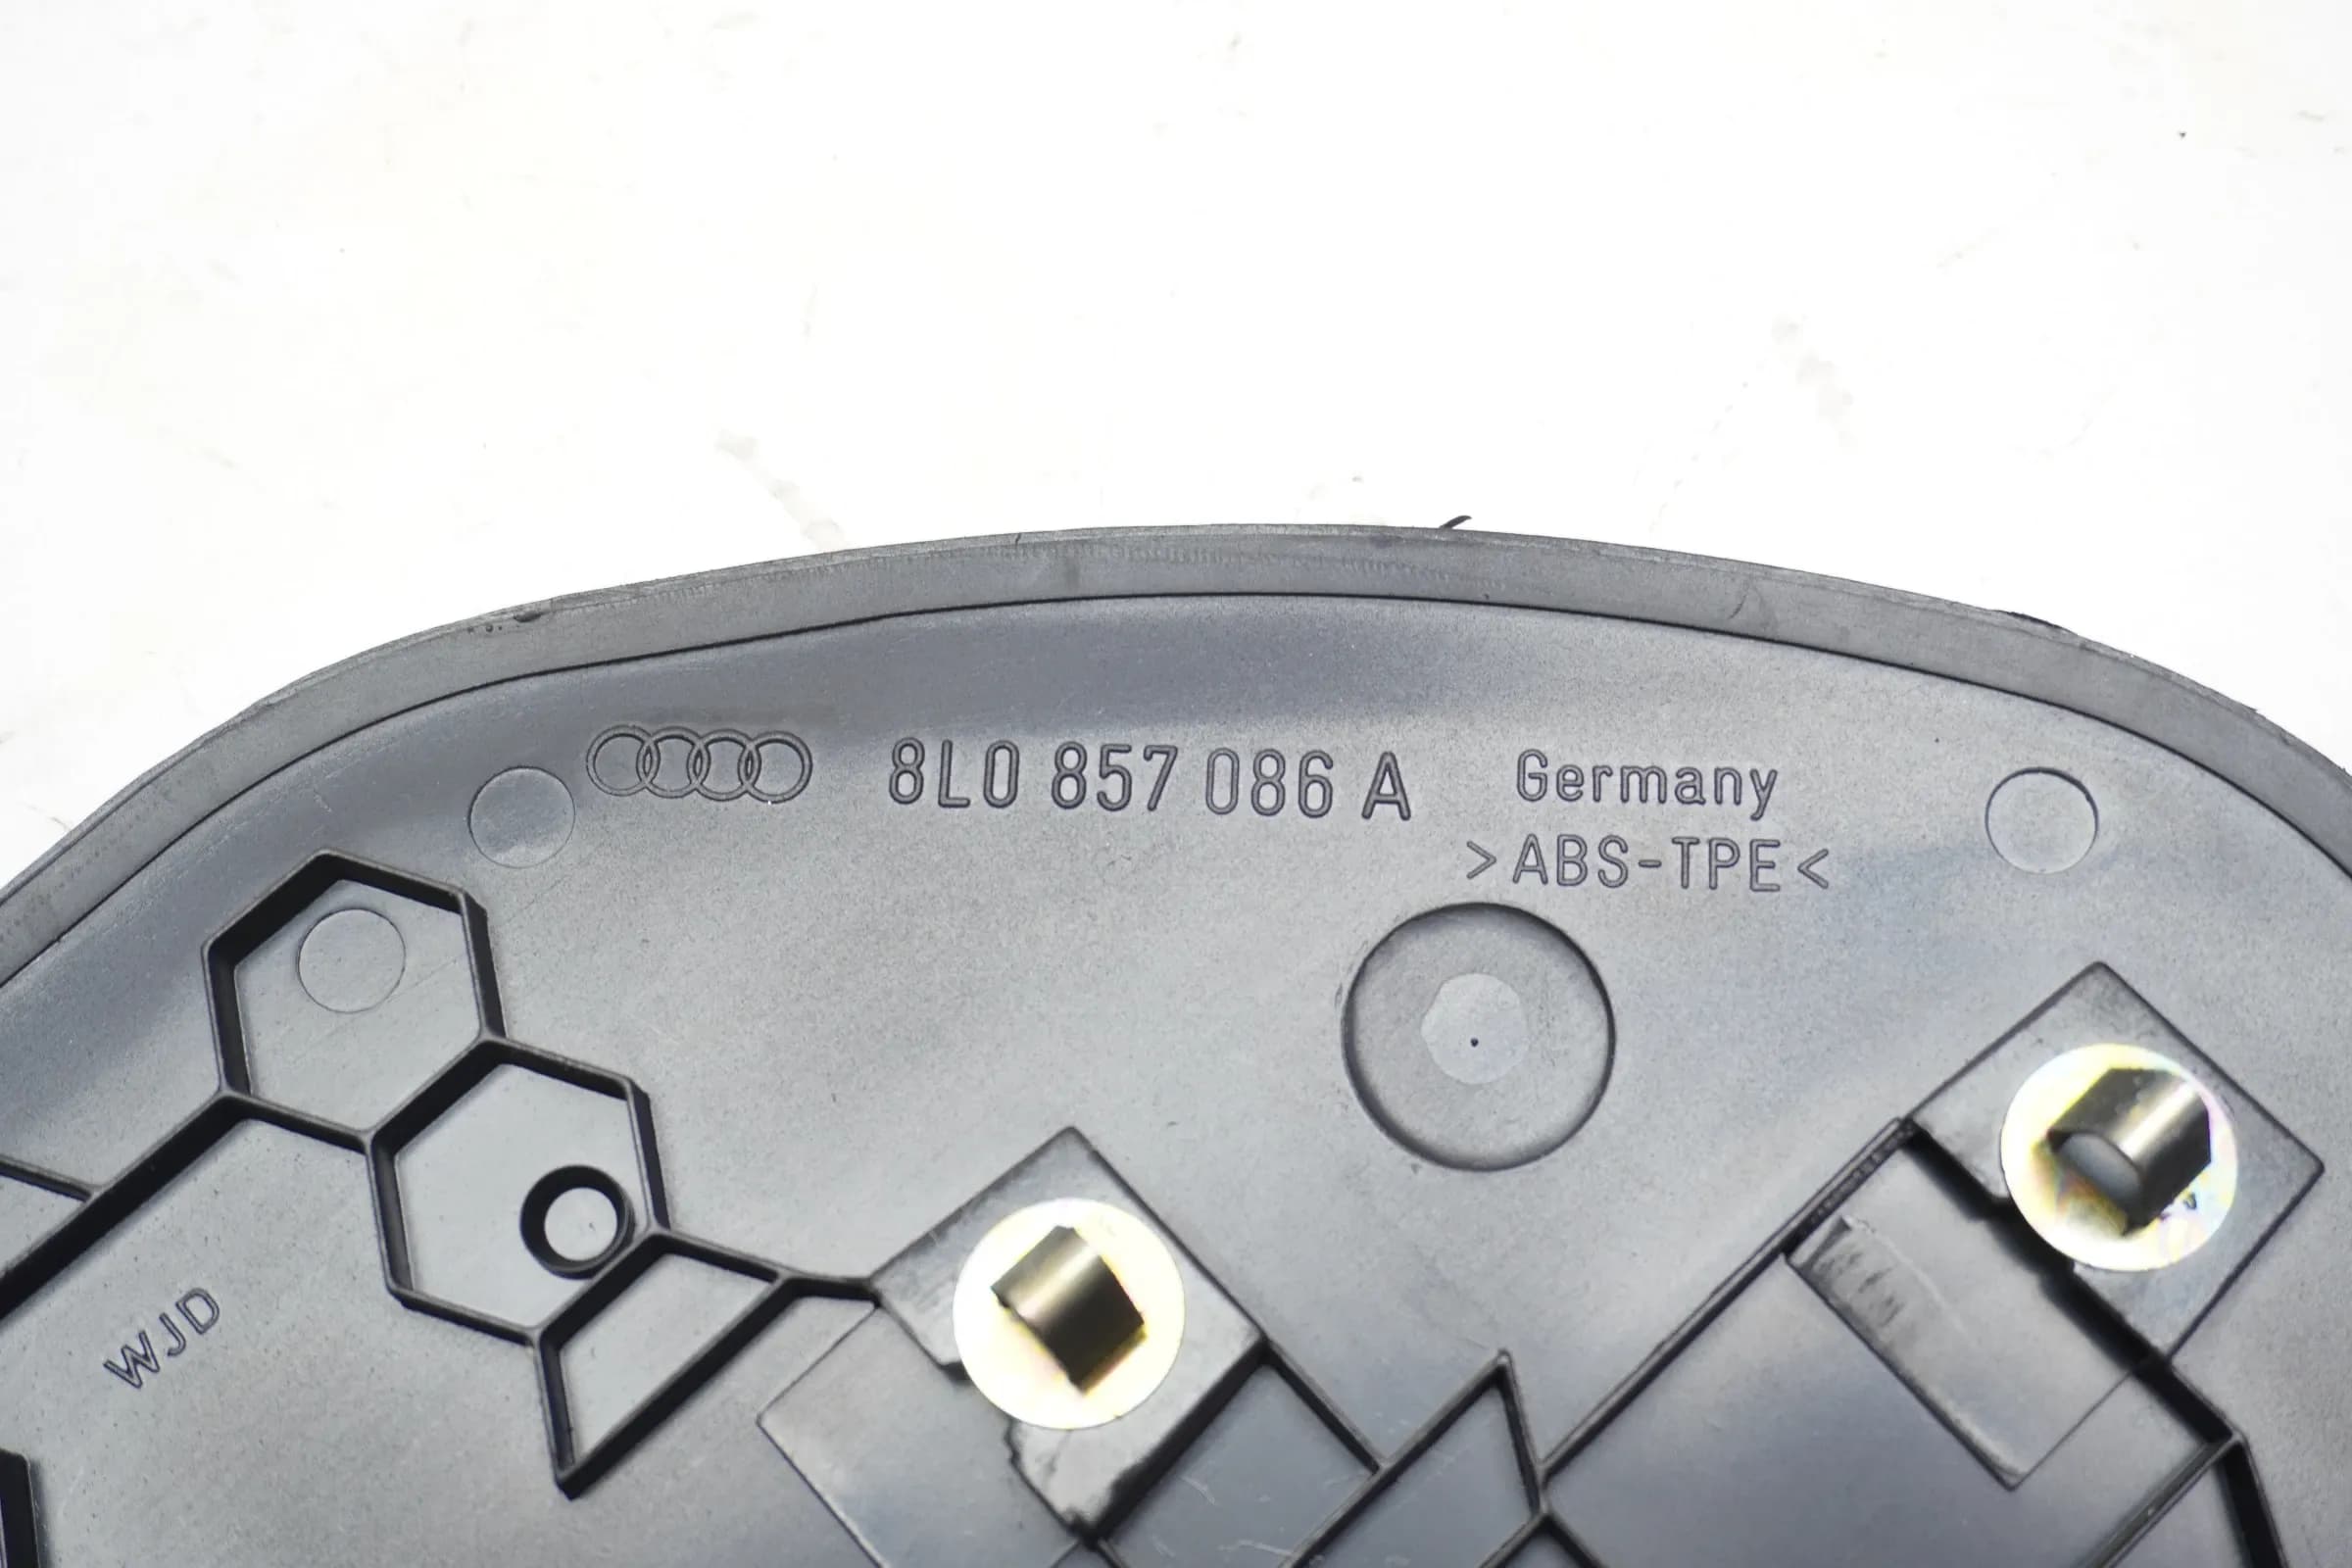 8L0 857 086 A Germany
>ABS-TPE<
WJD